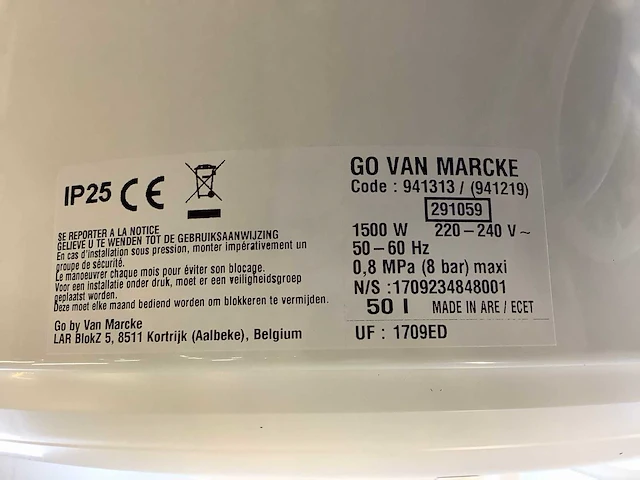 IP25 CE
SE REPORTER A LA NOTICE
GELIEVE U TE WENDEN TOT DE GEBRUIKSAANWIJZING
En cas d'installation sous pression, monter impérativement un
groupe de sécurité.
Le manoeuvrer chaque mois pour éviter son blocage.
Voor een installatie onder druk, moet er een veiligheidsgroep
geplaatst worden.
Deze moet elke maand bediend worden om blokkeren te vermijden.
Go by Van Marcke
LAR BlokZ 5, 8511 Kortrijk (Aalbeke), Belgium
GO VAN MARCKE
Code : 941313 / (941219)
291059
1500 W 220-240 V~
50-60 Hz
0,8 MPa (8 bar) maxi
N/S : 1709234848001
50 l MADE IN ARE / ECET
UF : 1709ED